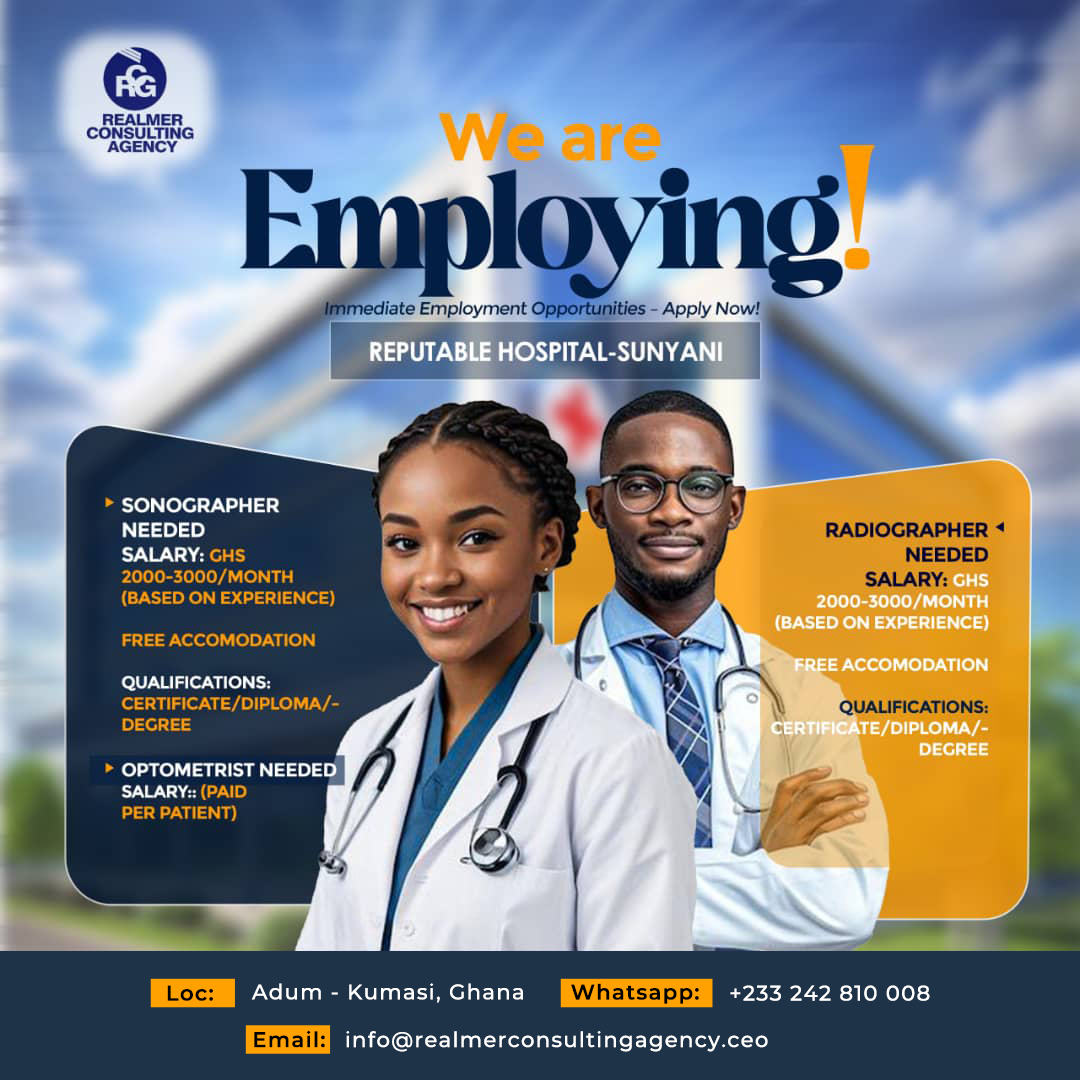 RCG
REALMER
CONSULTING
AGENCY
We are
Employing!
Immediate Employment Opportunities – Apply Now!
REPUTABLE HOSPITAL-SUNYANI
SONOGRAPHER
NEEDED
SALARY: GHS
2000-3000/MONTH
(BASED ON EXPERIENCE)
FREE ACCOMODATION
QUALIFICATIONS:
CERTIFICATE/DIPLOMA/-
DEGREE
OPTOMETRIST NEEDED
SALARY:: (PAID
PER PATIENT)
RADIOGRAPHER
NEEDED
SALARY: GHS
2000-3000/MONTH
(BASED ON EXPERIENCE)
FREE ACCOMODATION
QUALIFICATIONS:
CERTIFICATE/DIPLOMA/-
DEGREE
Loc: Adum - Kumasi, Ghana Whatsapp: +233 242 810 008
Email: info@realmerconsultingagency.ceo